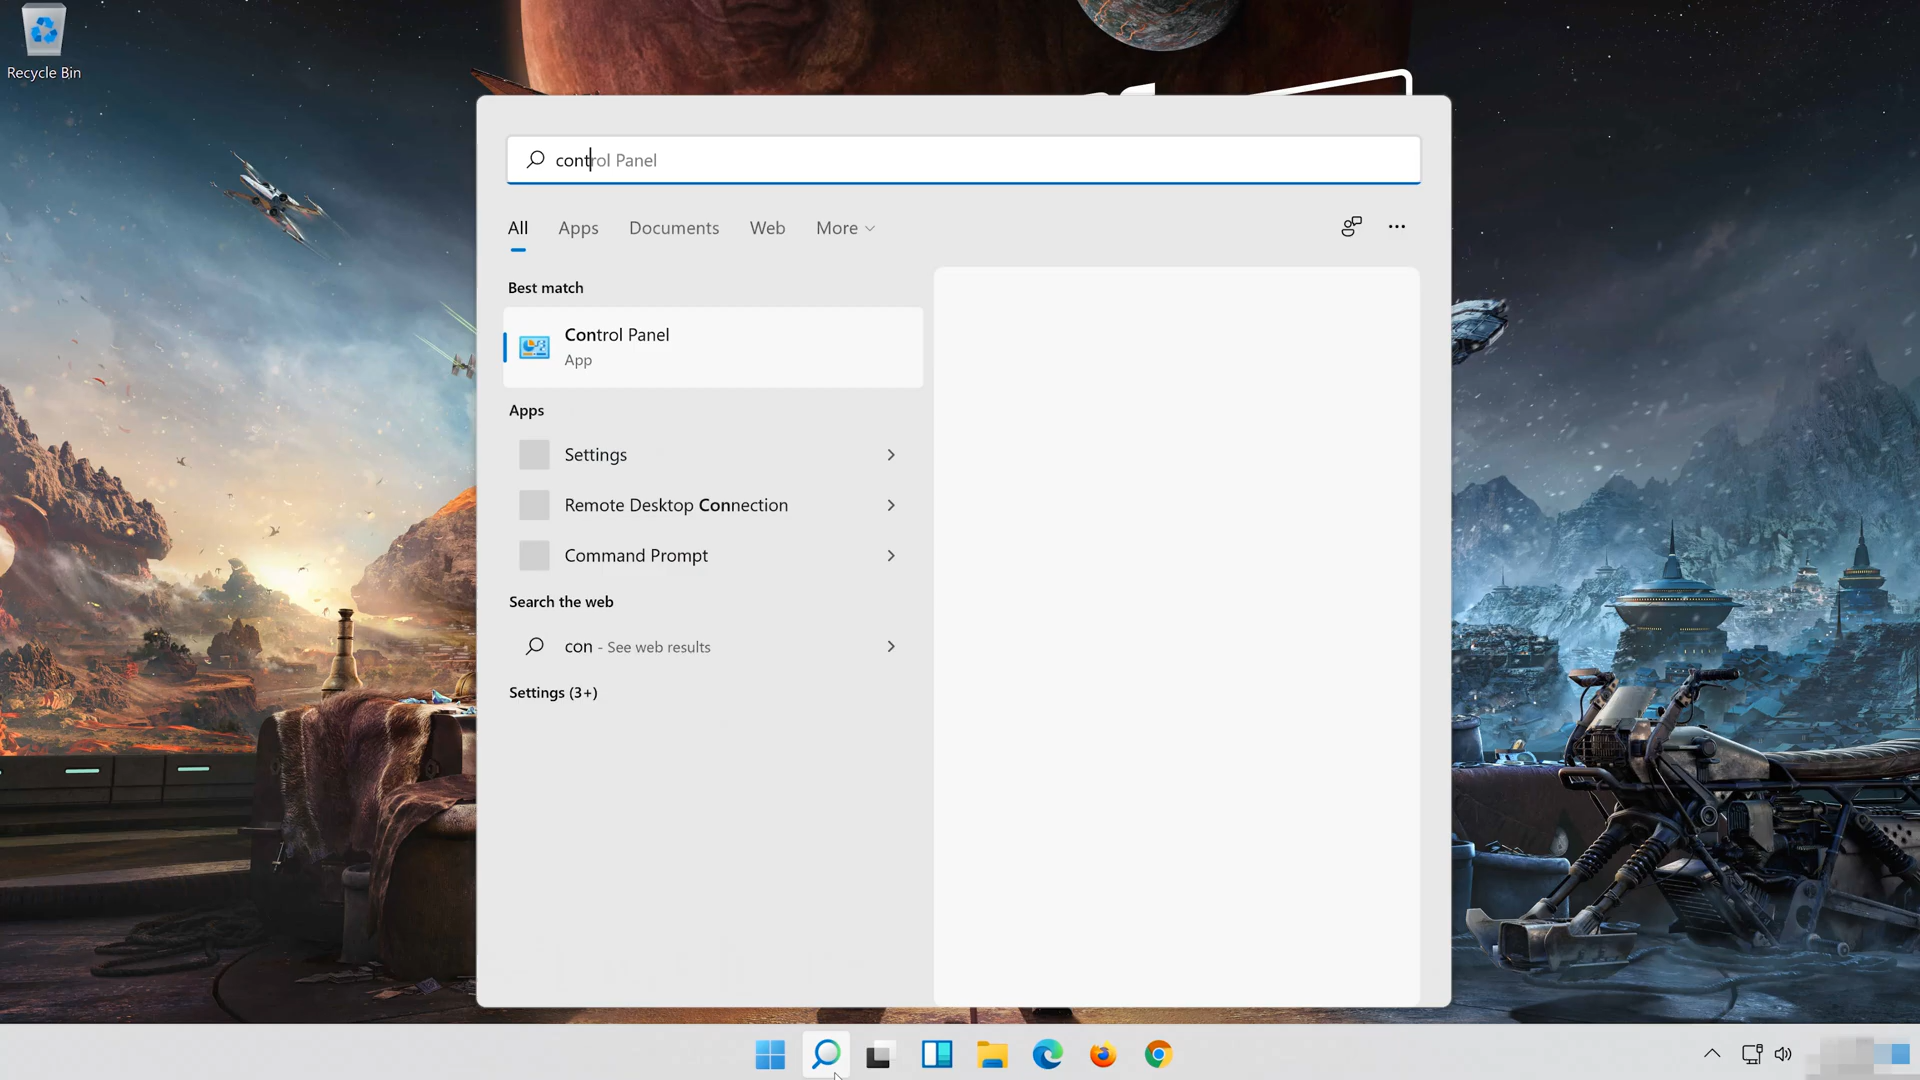 Recycle Bin
control Panel
All Apps Documents Web More
Best match
Control Panel
App
Apps
Settings
Remote Desktop Connection
Command Prompt
Search the web
con - See web results
Settings (3+)